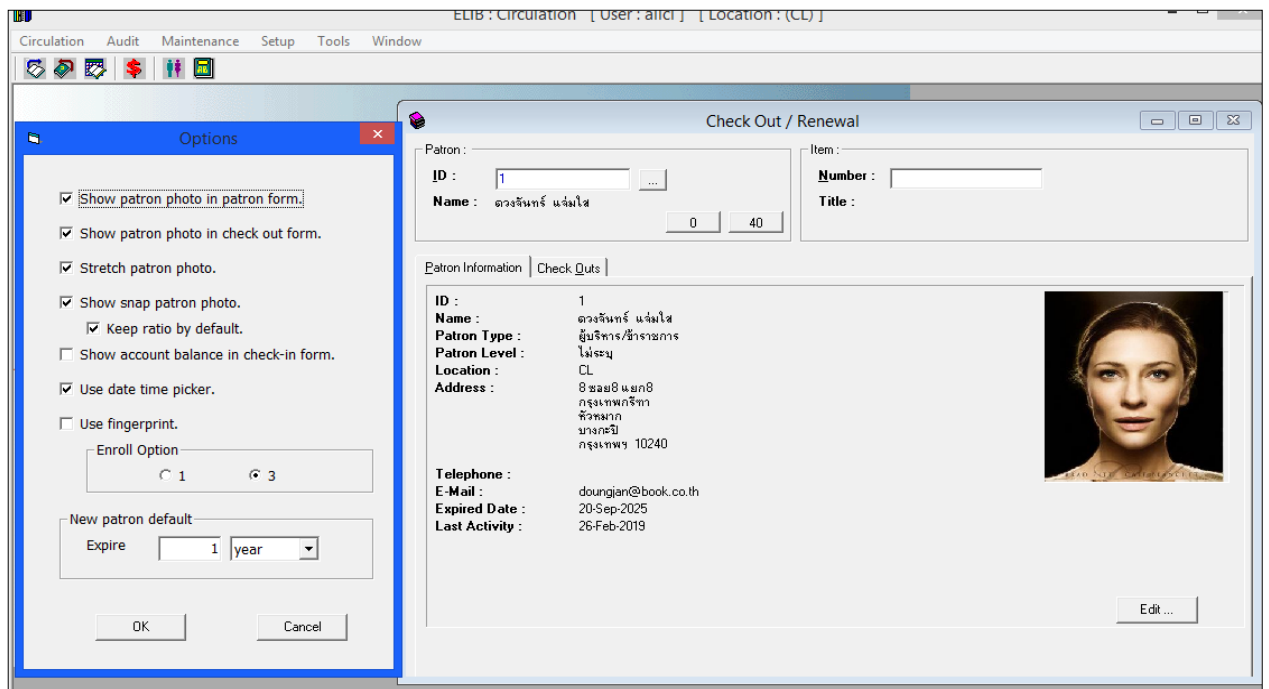 ELIB : Circulation [ User : alicl ] [ Location : (CL) ]
Circulation Audit Maintenance Setup Tools Window
Options
Show patron photo in patron form.
Show patron photo in check out form.
Stretch patron photo.
Show snap patron photo.
Keep ratio by default.
Show account balance in check-in form.
Use date time picker.
Use fingerprint.
Enroll Option
1 3
New patron default
Expire 1 year
OK Cancel
Check Out / Renewal
Patron :
ID : 1 ...
Name : ดวงจันทร์ แจ่มใส
0 40
Item :
Number :
Title :
Patron Information Check Outs
ID : 1
Name : ดวงจันทร์ แจ่มใส
Patron Type : ผู้บริหาร/ข้าราชการ
Patron Level : ไม่ระบุ
Location : CL
Address : 8 ซอย8 แยก8
กรุงเทพกรีฑา
หัวหมาก
บางกะปิ
กรุงเทพฯ 10240
Telephone :
E-Mail : doungjan@book.co.th
Expired Date : 20-Sep-2025
Last Activity : 26-Feb-2019
Edit ...